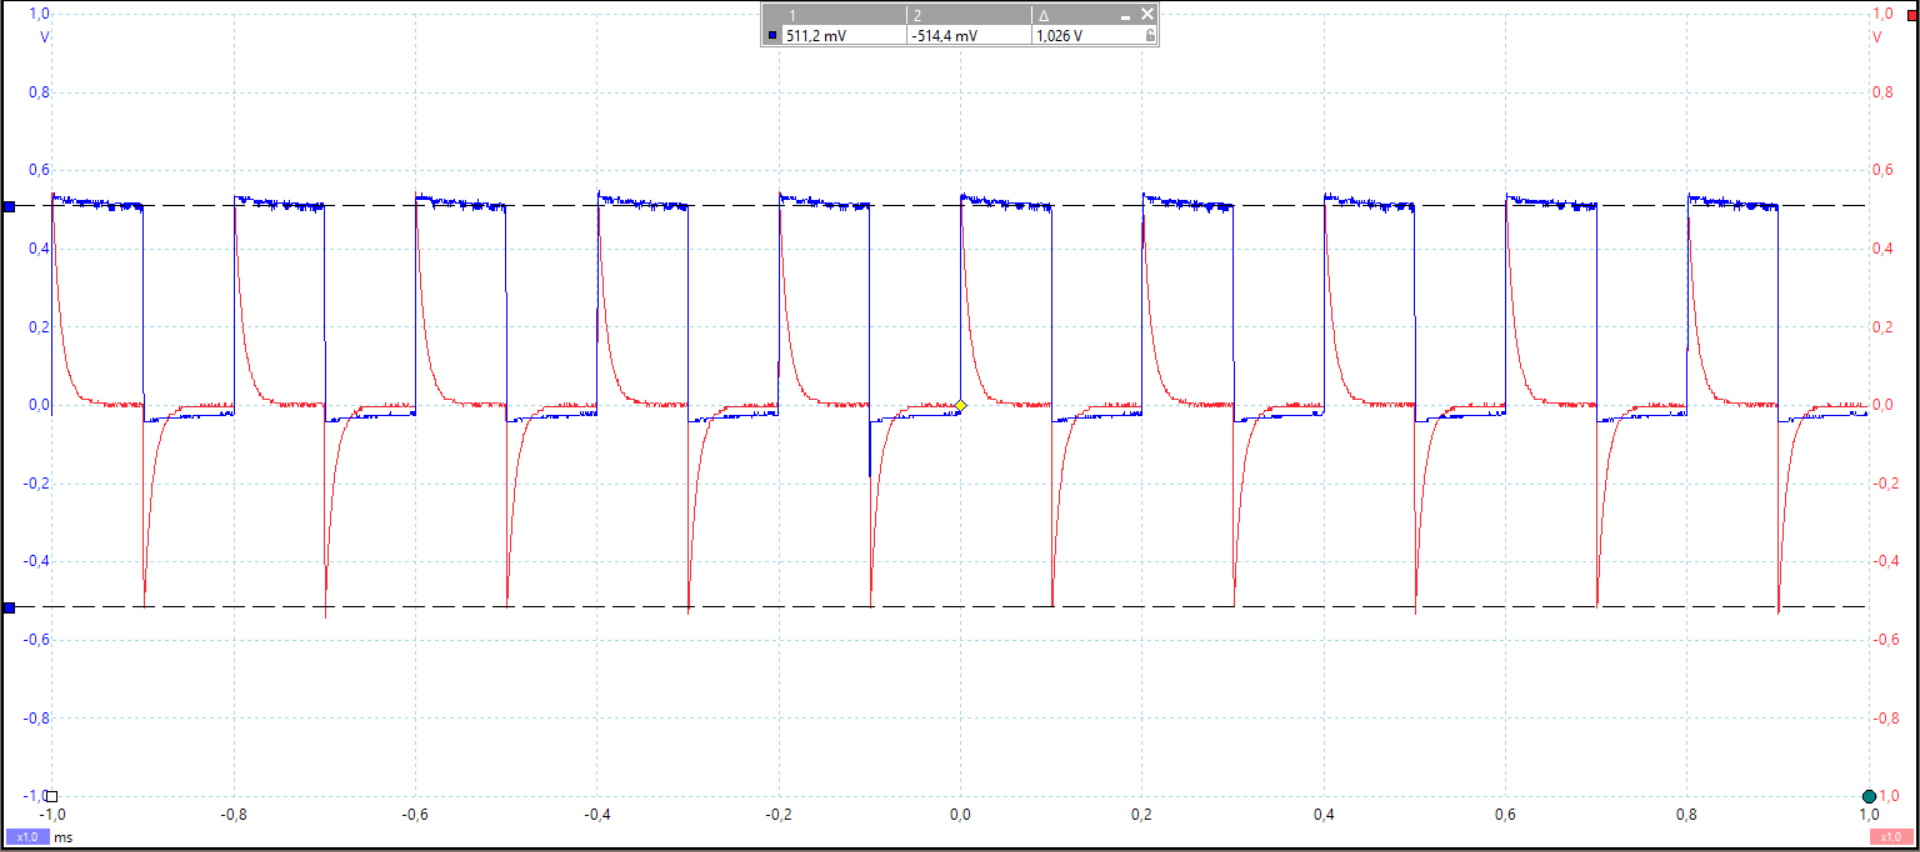 1 2 Δ
511,2 mV -514,4 mV 1,026 V
1,0 1,0
V V
0,8 0,8
0,6 0,6
0,4 0,4
0,2 0,2
0,0 0,0
-0,2 -0,2
-0,4 -0,4
-0,6 -0,6
-0,8 -0,8
-1,0 1,0
-1,0 -0,8 -0,6 -0,4 -0,2 0,0 0,2 0,4 0,6 0,8 1,0
x1,0 ms x1,0